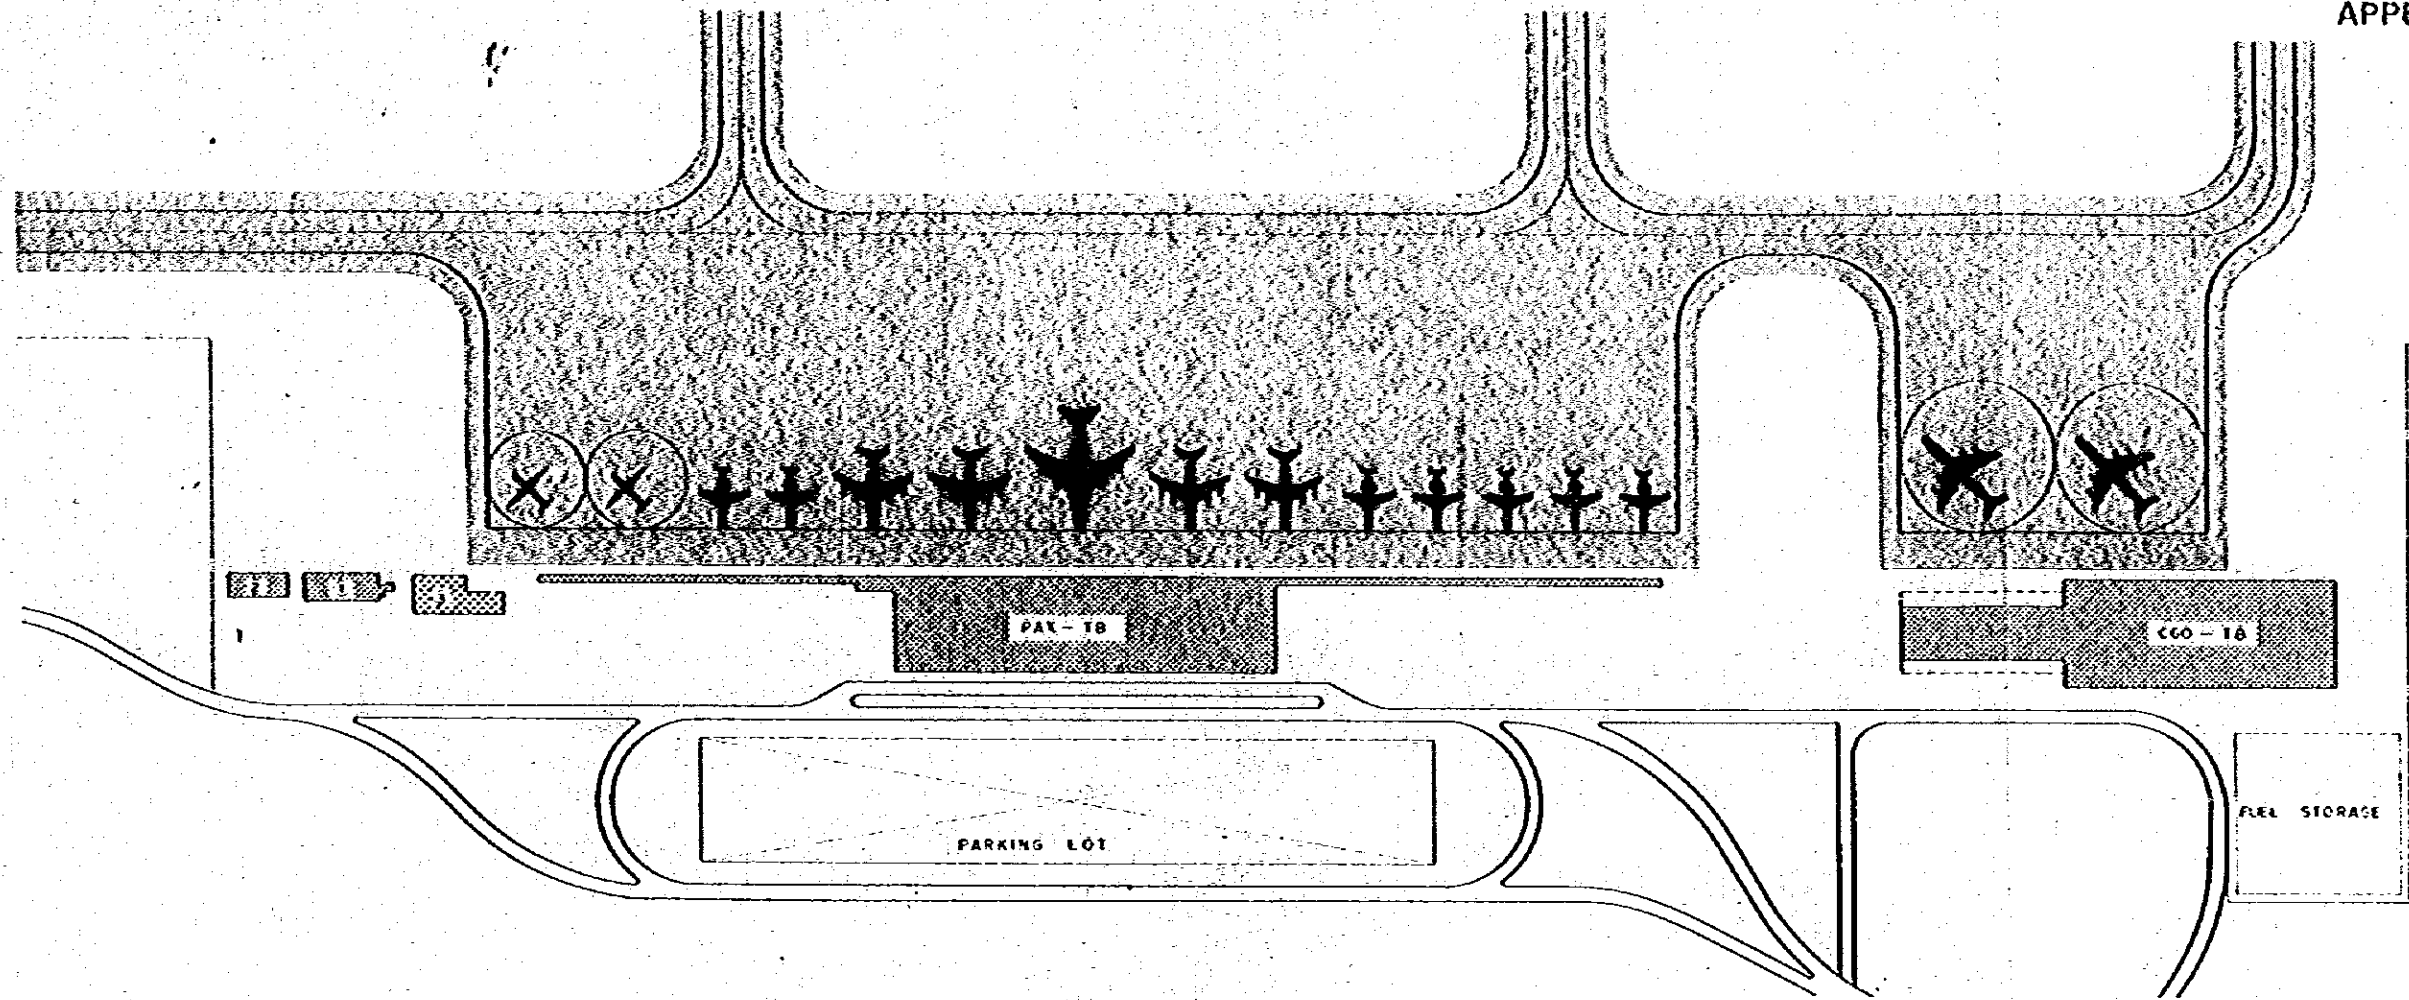 APPE
PAX-TB
CGO-TB
PARKING LOT
FUEL STORAGE